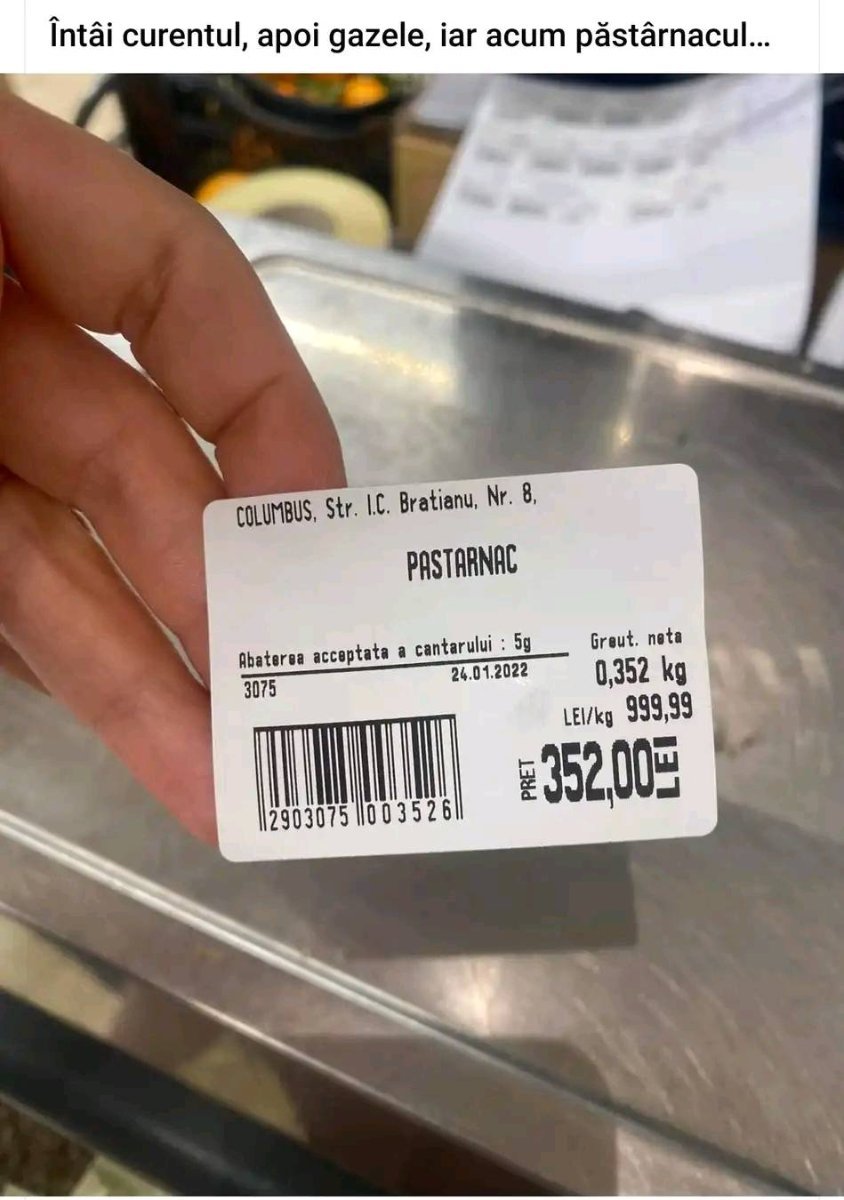 Întâi curentul, apoi gazele, iar acum păstârnacul...
COLUMBUS, Str. I.C. Bratianu, Nr. 8,
PASTARNAC
Abaterea acceptata a cantarului : 5g
3075
24.01.2022
Greut. neta
0,352 kg
LEI/kg 999,99
PRET 352,00 LEI
2903075 003526